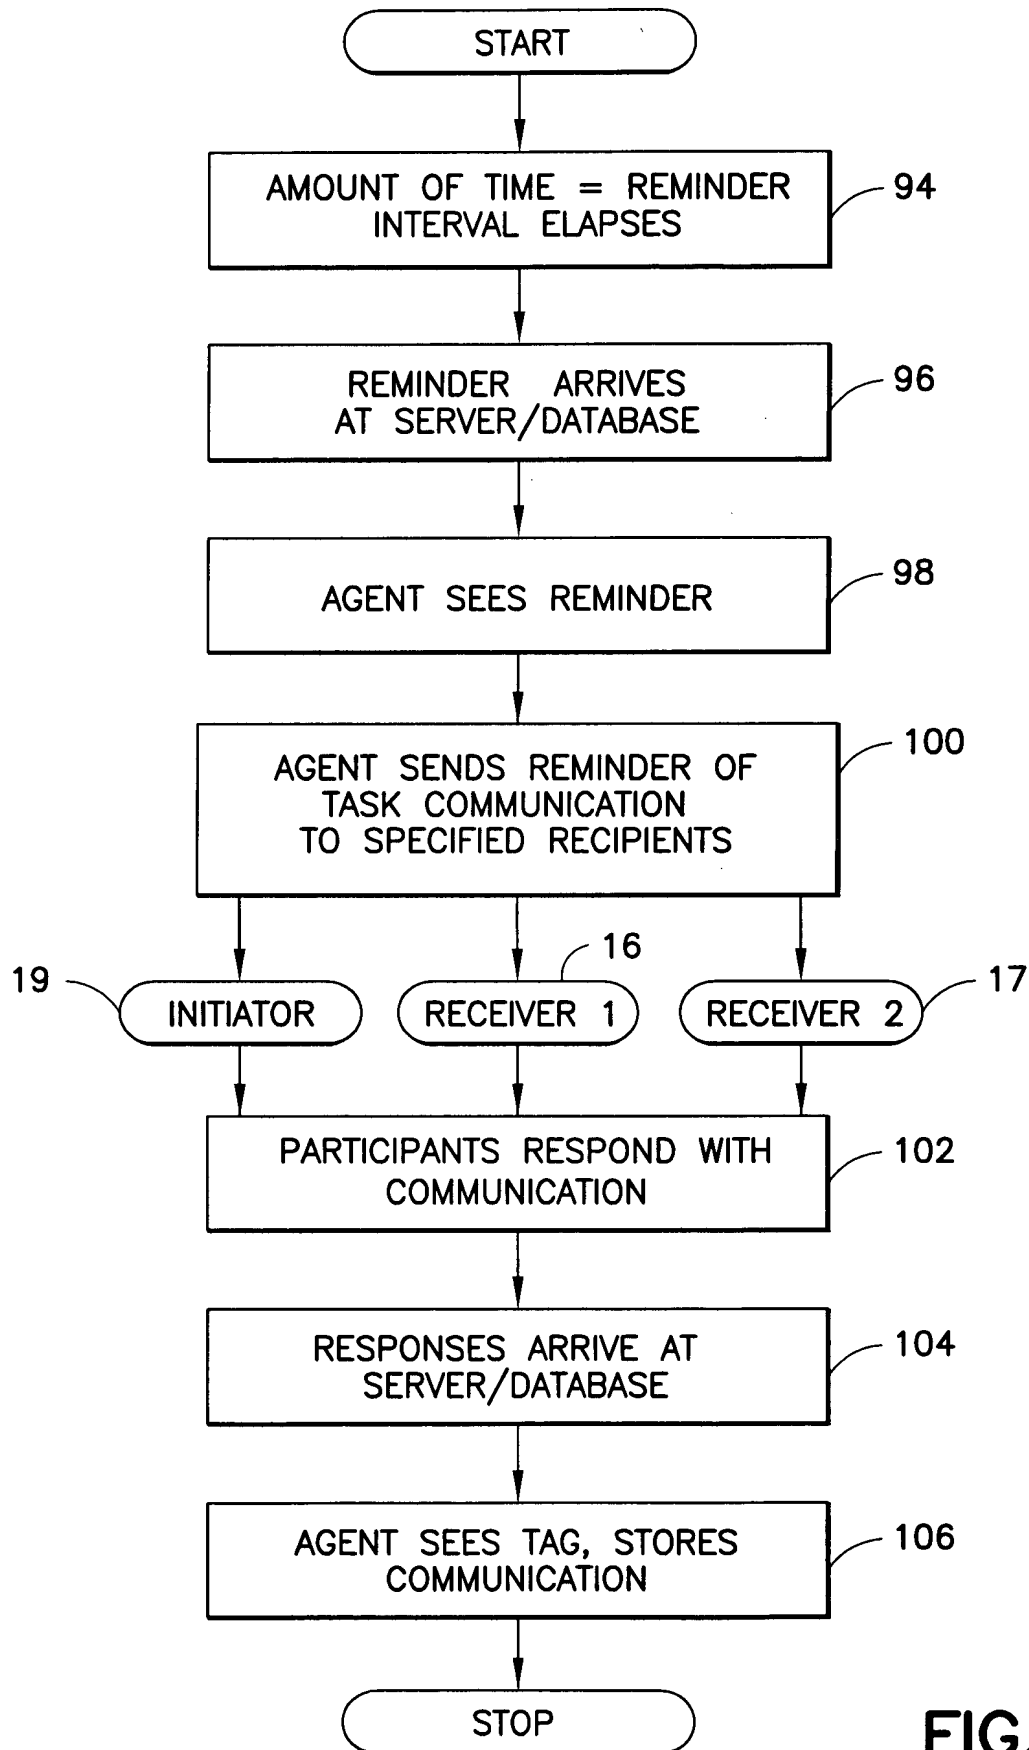 START
AMOUNT OF TIME = REMINDER
INTERVAL ELAPSES
94
REMINDER ARRIVES
AT SERVER/DATABASE
96
AGENT SEES REMINDER
98
AGENT SENDS REMINDER OF
TASK COMMUNICATION
TO SPECIFIED RECIPIENTS
100
19
INITIATOR
16
RECEIVER 1
17
RECEIVER 2
PARTICIPANTS RESPOND WITH
COMMUNICATION
102
RESPONSES ARRIVE AT
SERVER/DATABASE
104
AGENT SEES TAG, STORES
COMMUNICATION
106
STOP
FIG.